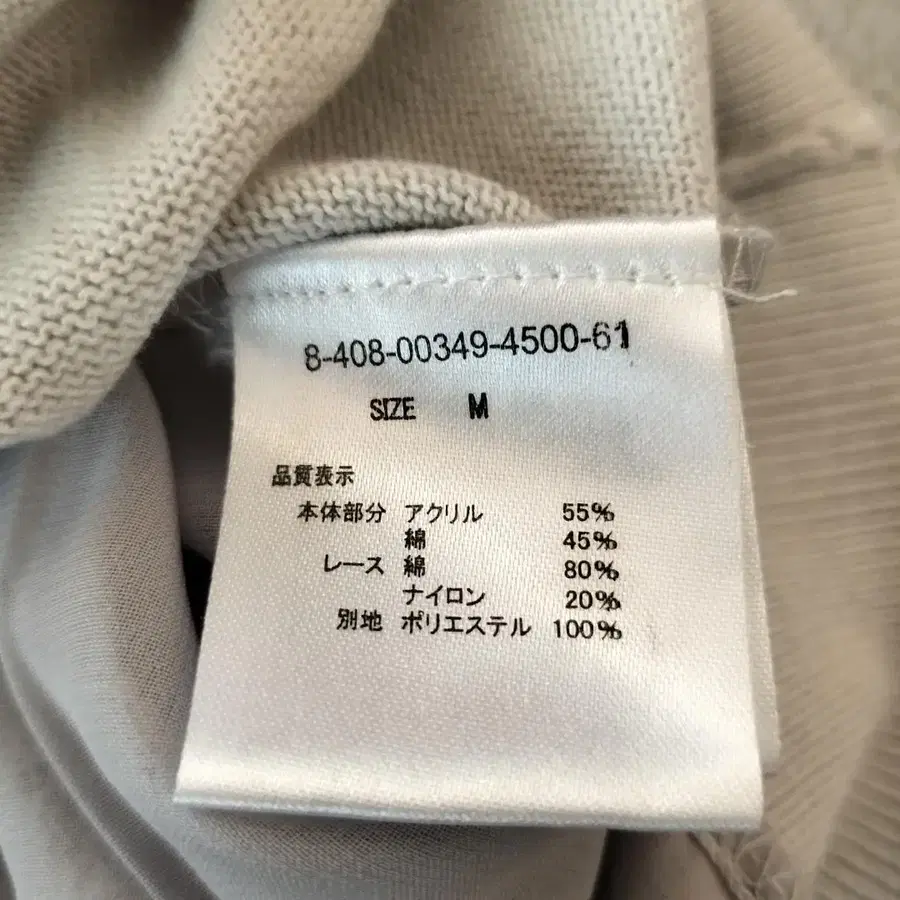 8-408-00349-4500-61
SIZE M
品質表示
本体部分 アクリル 55%
綿 45%
レース 綿 80%
ナイロン 20%
別地 ポリエステル 100%